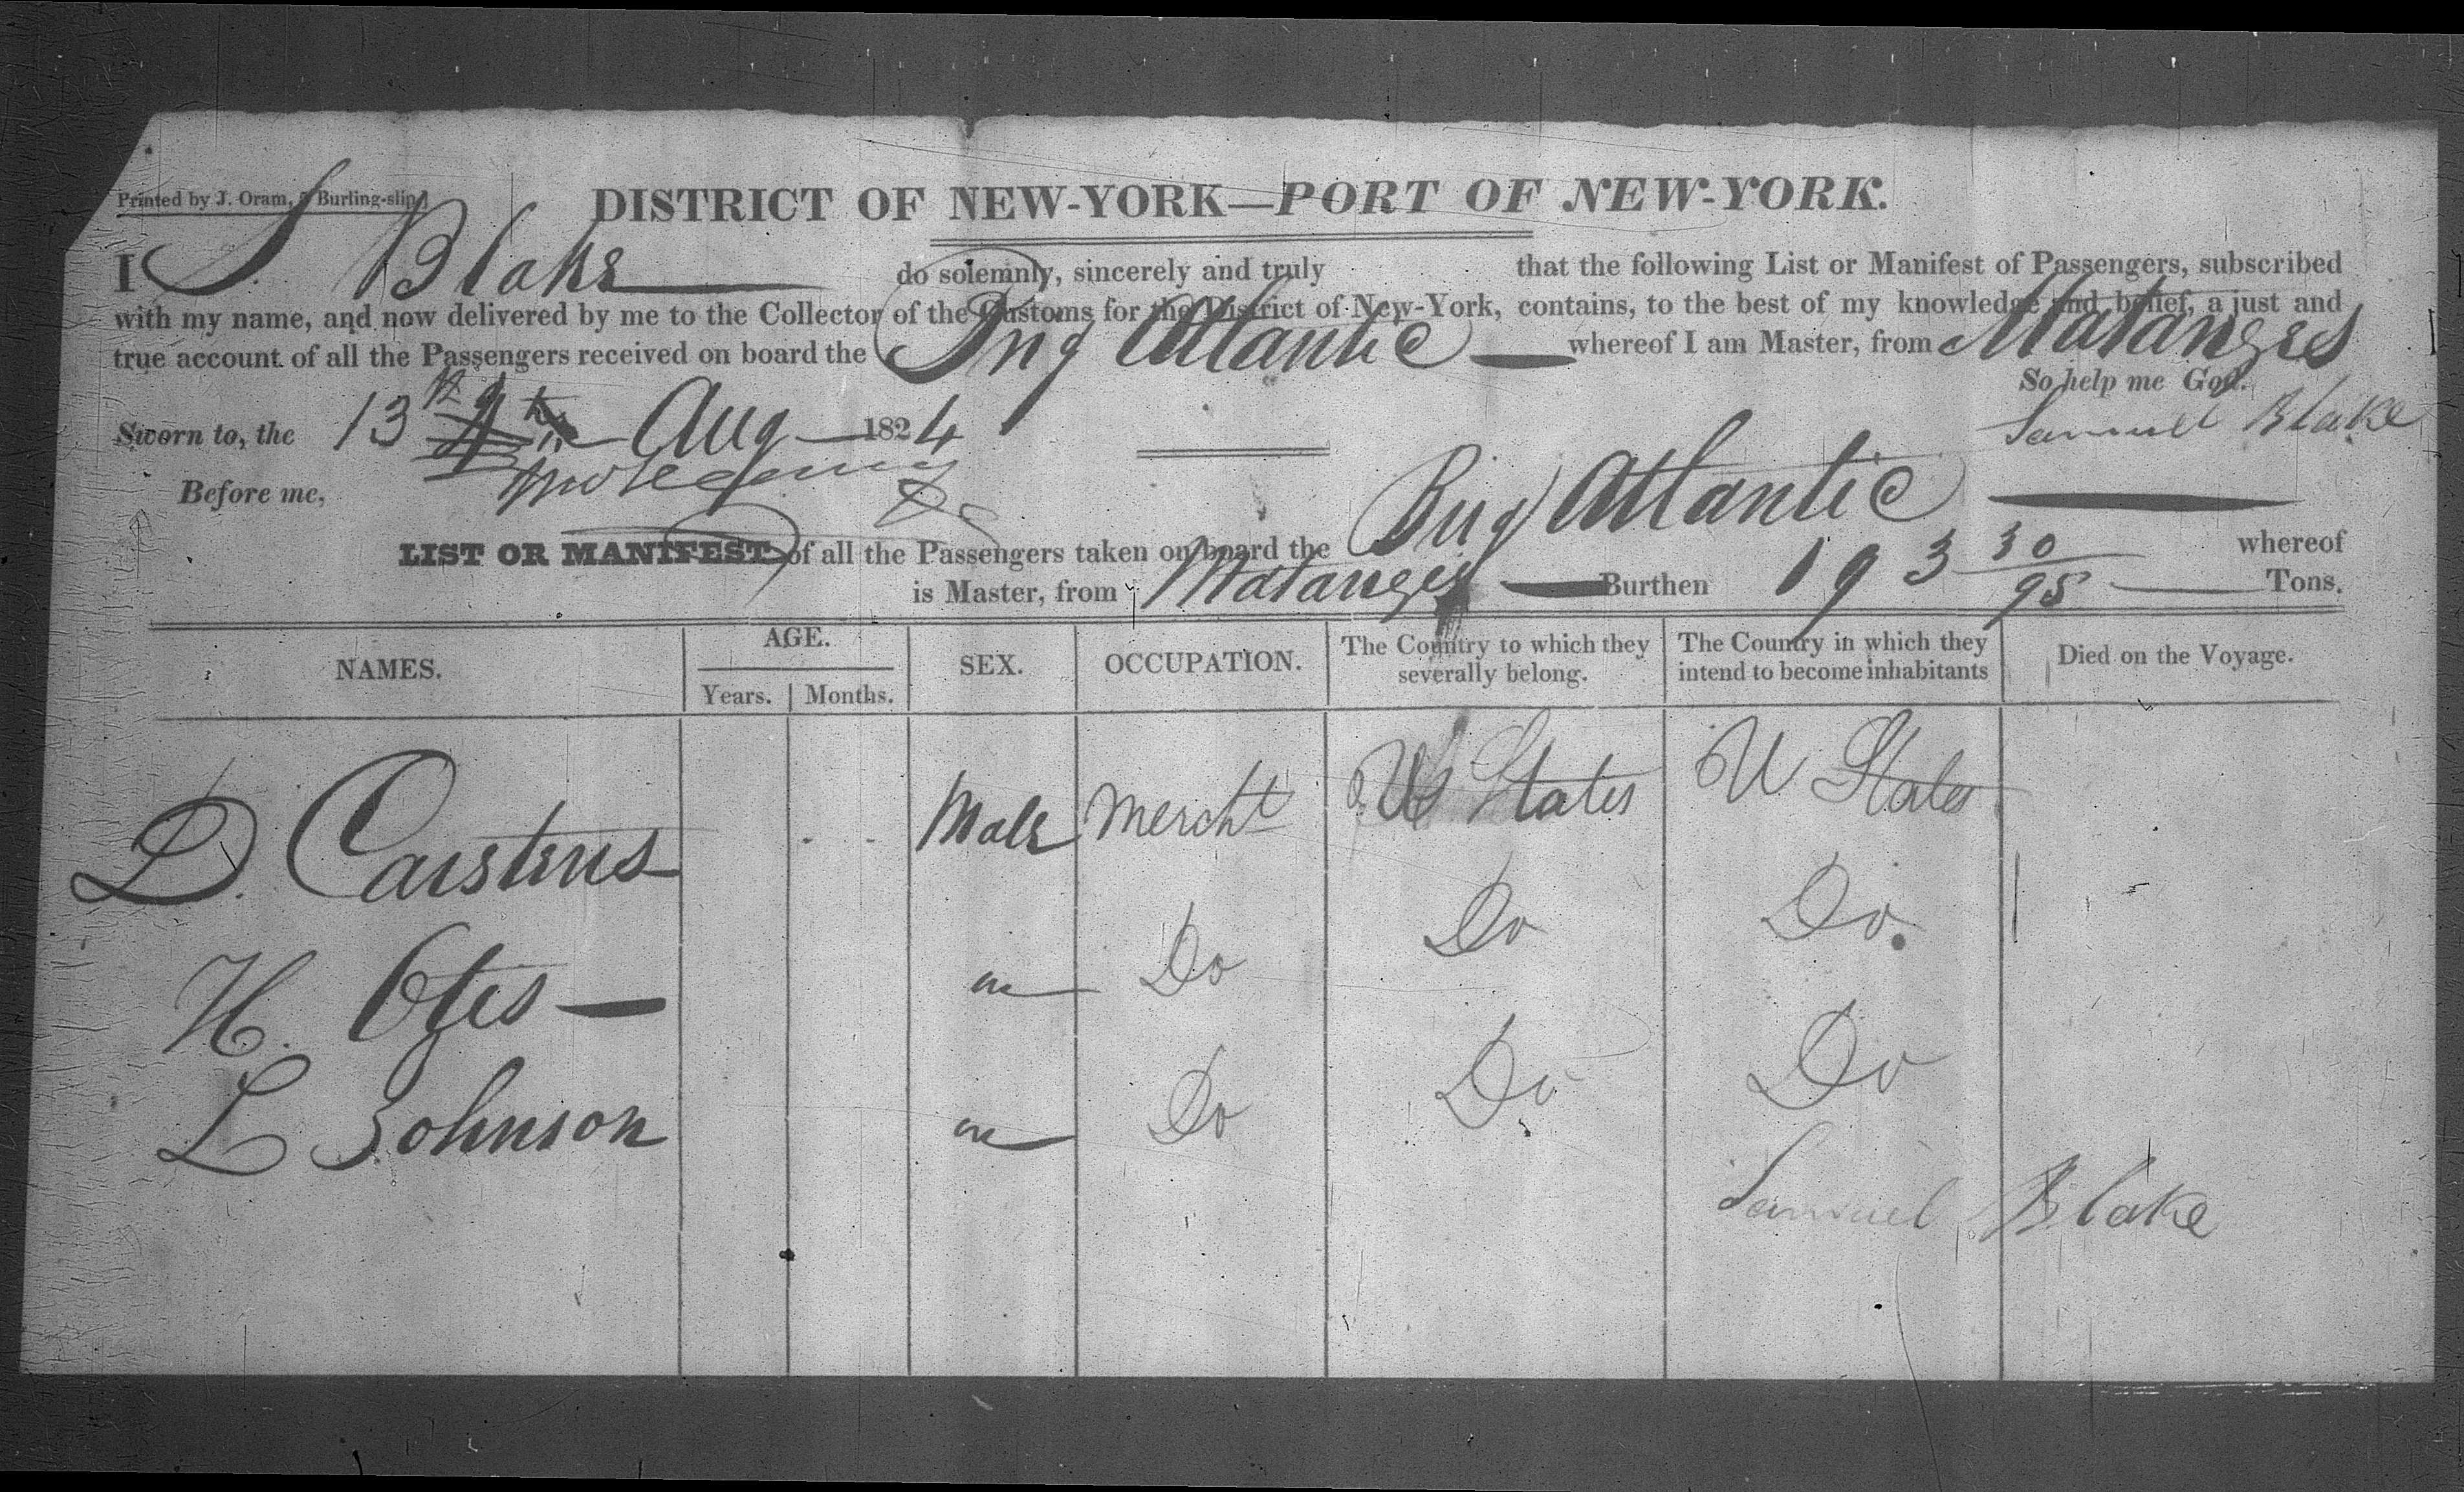 Printed by J. Oram, 5 Burling-slip.]
DISTRICT OF NEW-YORK—PORT OF NEW-YORK.
I S. Blake do solemnly, sincerely and truly that the following List or Manifest of Passengers, subscribed
with my name, and now delivered by me to the Collector of the Customs for the District of New-York, contains, to the best of my knowledge and belief, a just and
true account of all the Passengers received on board the Brig Atlantic whereof I am Master, from Matanzes
So help me God.
Sworn to, the 13th Aug 1824 Samuel Blake
Before me,
LIST OR MANIFEST of all the Passengers taken on board the Brig Atlantic whereof
is Master, from Matanzes Burthen 193 30/95 Tons.
NAMES. AGE. SEX. OCCUPATION. The Country to which they severally belong. The Country in which they intend to become inhabitants Died on the Voyage.
Years. Months.
D. Carstens Male Mercht U States U States
H. Otes — m Do Do Do.
L Johnson m Do Do Do
Samuel Blake